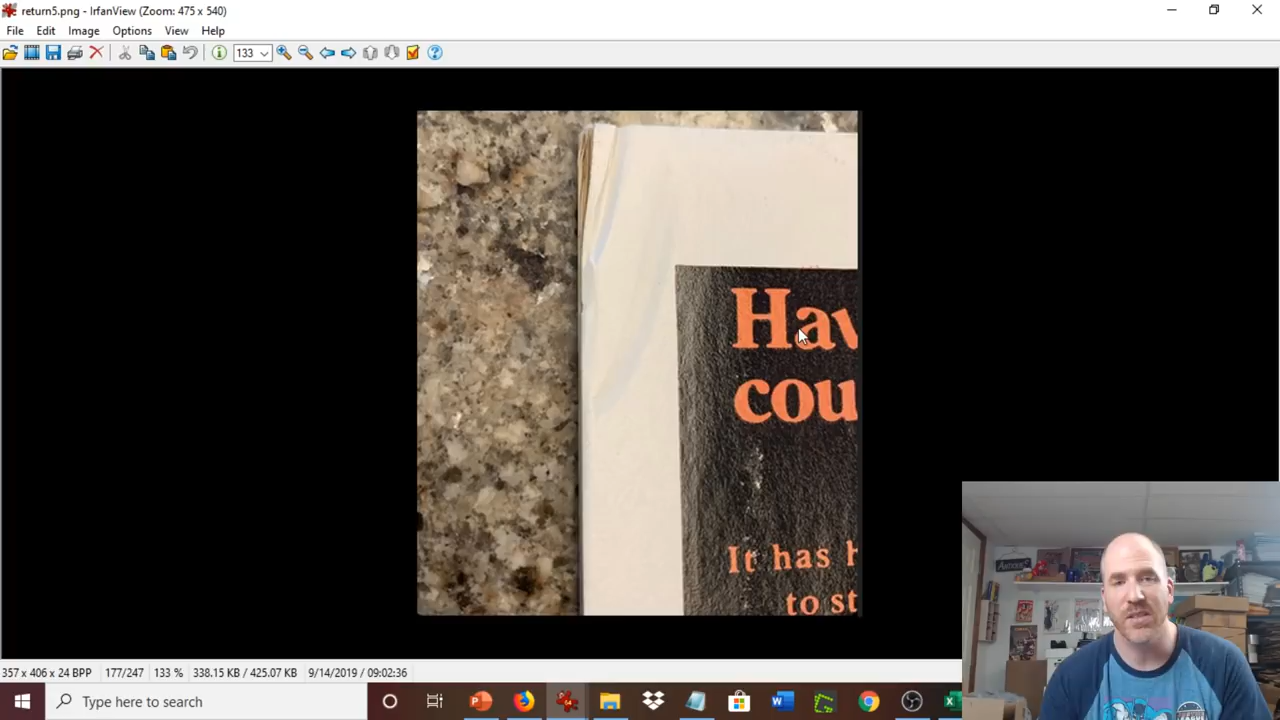 return5.png - IrfanView (Zoom: 475 x 540)
File Edit Image Options View Help
133
Hav
cou
It has h
to st
357 x 406 x 24 BPP 177/247 133 % 338.15 KB / 425.07 KB 9/14/2019 / 09:02:36
Type here to search